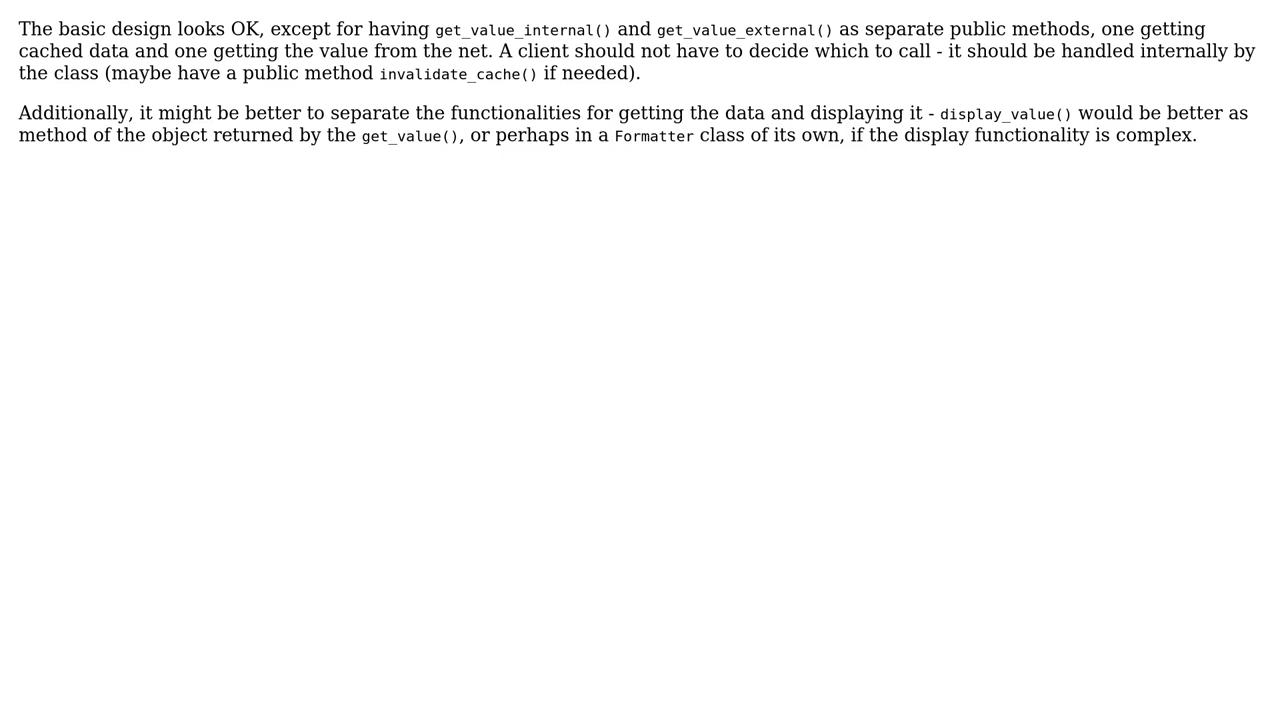 The basic design looks OK, except for having get_value_internal() and get_value_external() as separate public methods, one getting
cached data and one getting the value from the net. A client should not have to decide which to call - it should be handled internally by
the class (maybe have a public method invalidate_cache() if needed).
Additionally, it might be better to separate the functionalities for getting the data and displaying it - display_value() would be better as
method of the object returned by the get_value(), or perhaps in a Formatter class of its own, if the display functionality is complex.